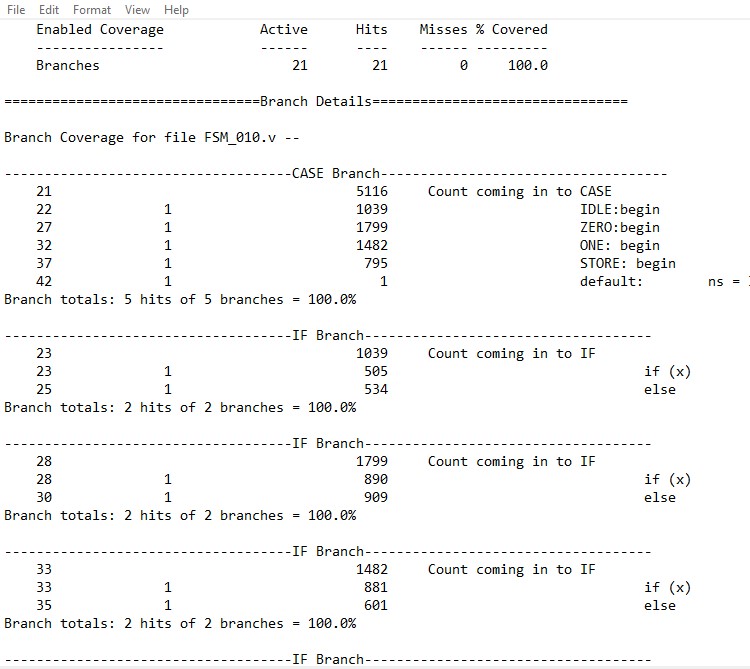 File Edit Format View Help
Enabled Coverage Active Hits Misses % Covered
---------------- ------ ---- ------ ---------
Branches 21 21 0 100.0
================================Branch Details================================
Branch Coverage for file FSM_010.v --
------------------------------------CASE Branch------------------------------------
21 5116 Count coming in to CASE
22 1 1039 IDLE:begin
27 1 1799 ZERO:begin
32 1 1482 ONE: begin
37 1 795 STORE: begin
42 1 1 default: ns =
Branch totals: 5 hits of 5 branches = 100.0%
------------------------------------IF Branch------------------------------------
23 1039 Count coming in to IF
23 1 505 if (x)
25 1 534 else
Branch totals: 2 hits of 2 branches = 100.0%
------------------------------------IF Branch------------------------------------
28 1799 Count coming in to IF
28 1 890 if (x)
30 1 909 else
Branch totals: 2 hits of 2 branches = 100.0%
------------------------------------IF Branch------------------------------------
33 1482 Count coming in to IF
33 1 881 if (x)
35 1 601 else
Branch totals: 2 hits of 2 branches = 100.0%
------------------------------------IF Branch------------------------------------